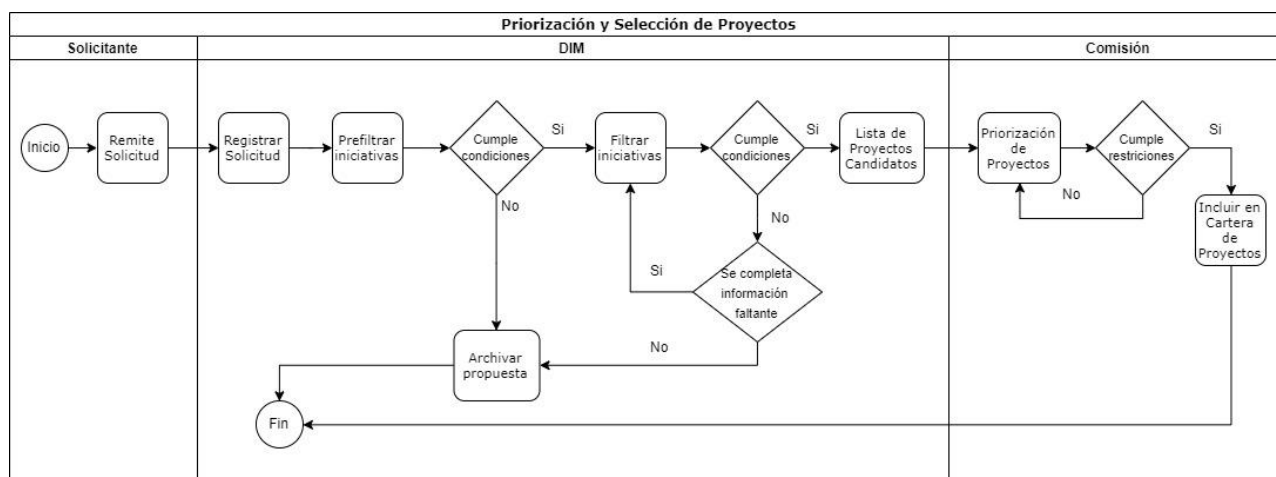 Priorización y Selección de Proyectos
Solicitante
DIM
Comisión
Inicio
Remite
Solicitud
Registrar
Solicitud
Prefiltrar
iniciativas
Cumple
condiciones
Si
No
Filtrar
iniciativas
Cumple
condiciones
Si
No
Lista de
Proyectos
Candidatos
Priorización
de
Proyectos
Cumple
restriciones
Si
No
Incluir en
Cartera
de
Proyectos
Se completa
información
faltante
Si
No
Archivar
propuesta
Fin